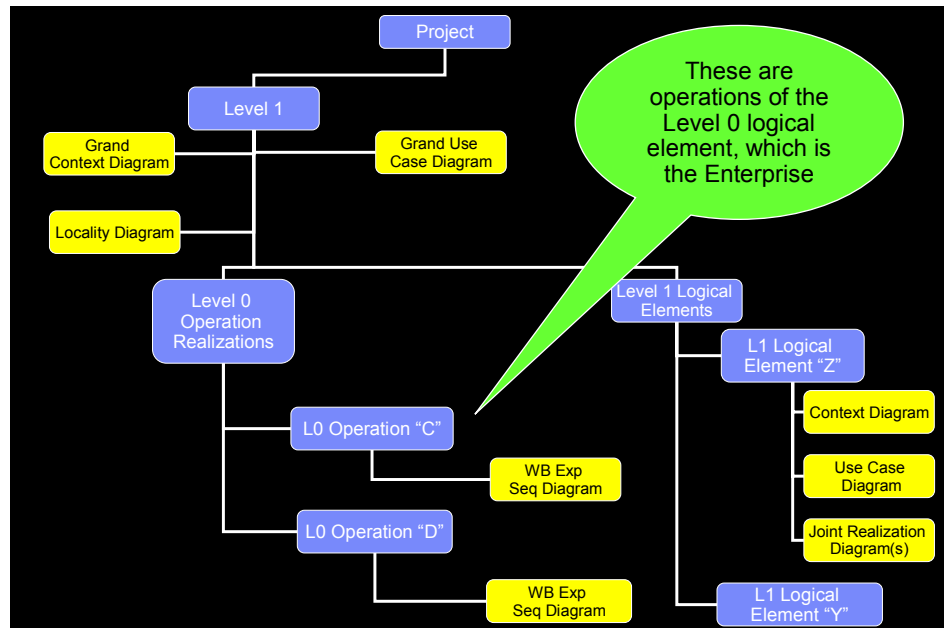 Project
Level 1
Grand
Context Diagram
Grand Use
Case Diagram
Locality Diagram
These are
operations of the
Level 0 logical
element, which is
the Enterprise
Level 0
Operation
Realizations
Level 1 Logical
Elements
L1 Logical
Element “Z”
Context Diagram
L0 Operation “C”
WB Exp
Seq Diagram
Use Case
Diagram
L0 Operation “D”
Joint Realization
Diagram(s)
WB Exp
Seq Diagram
L1 Logical
Element “Y”